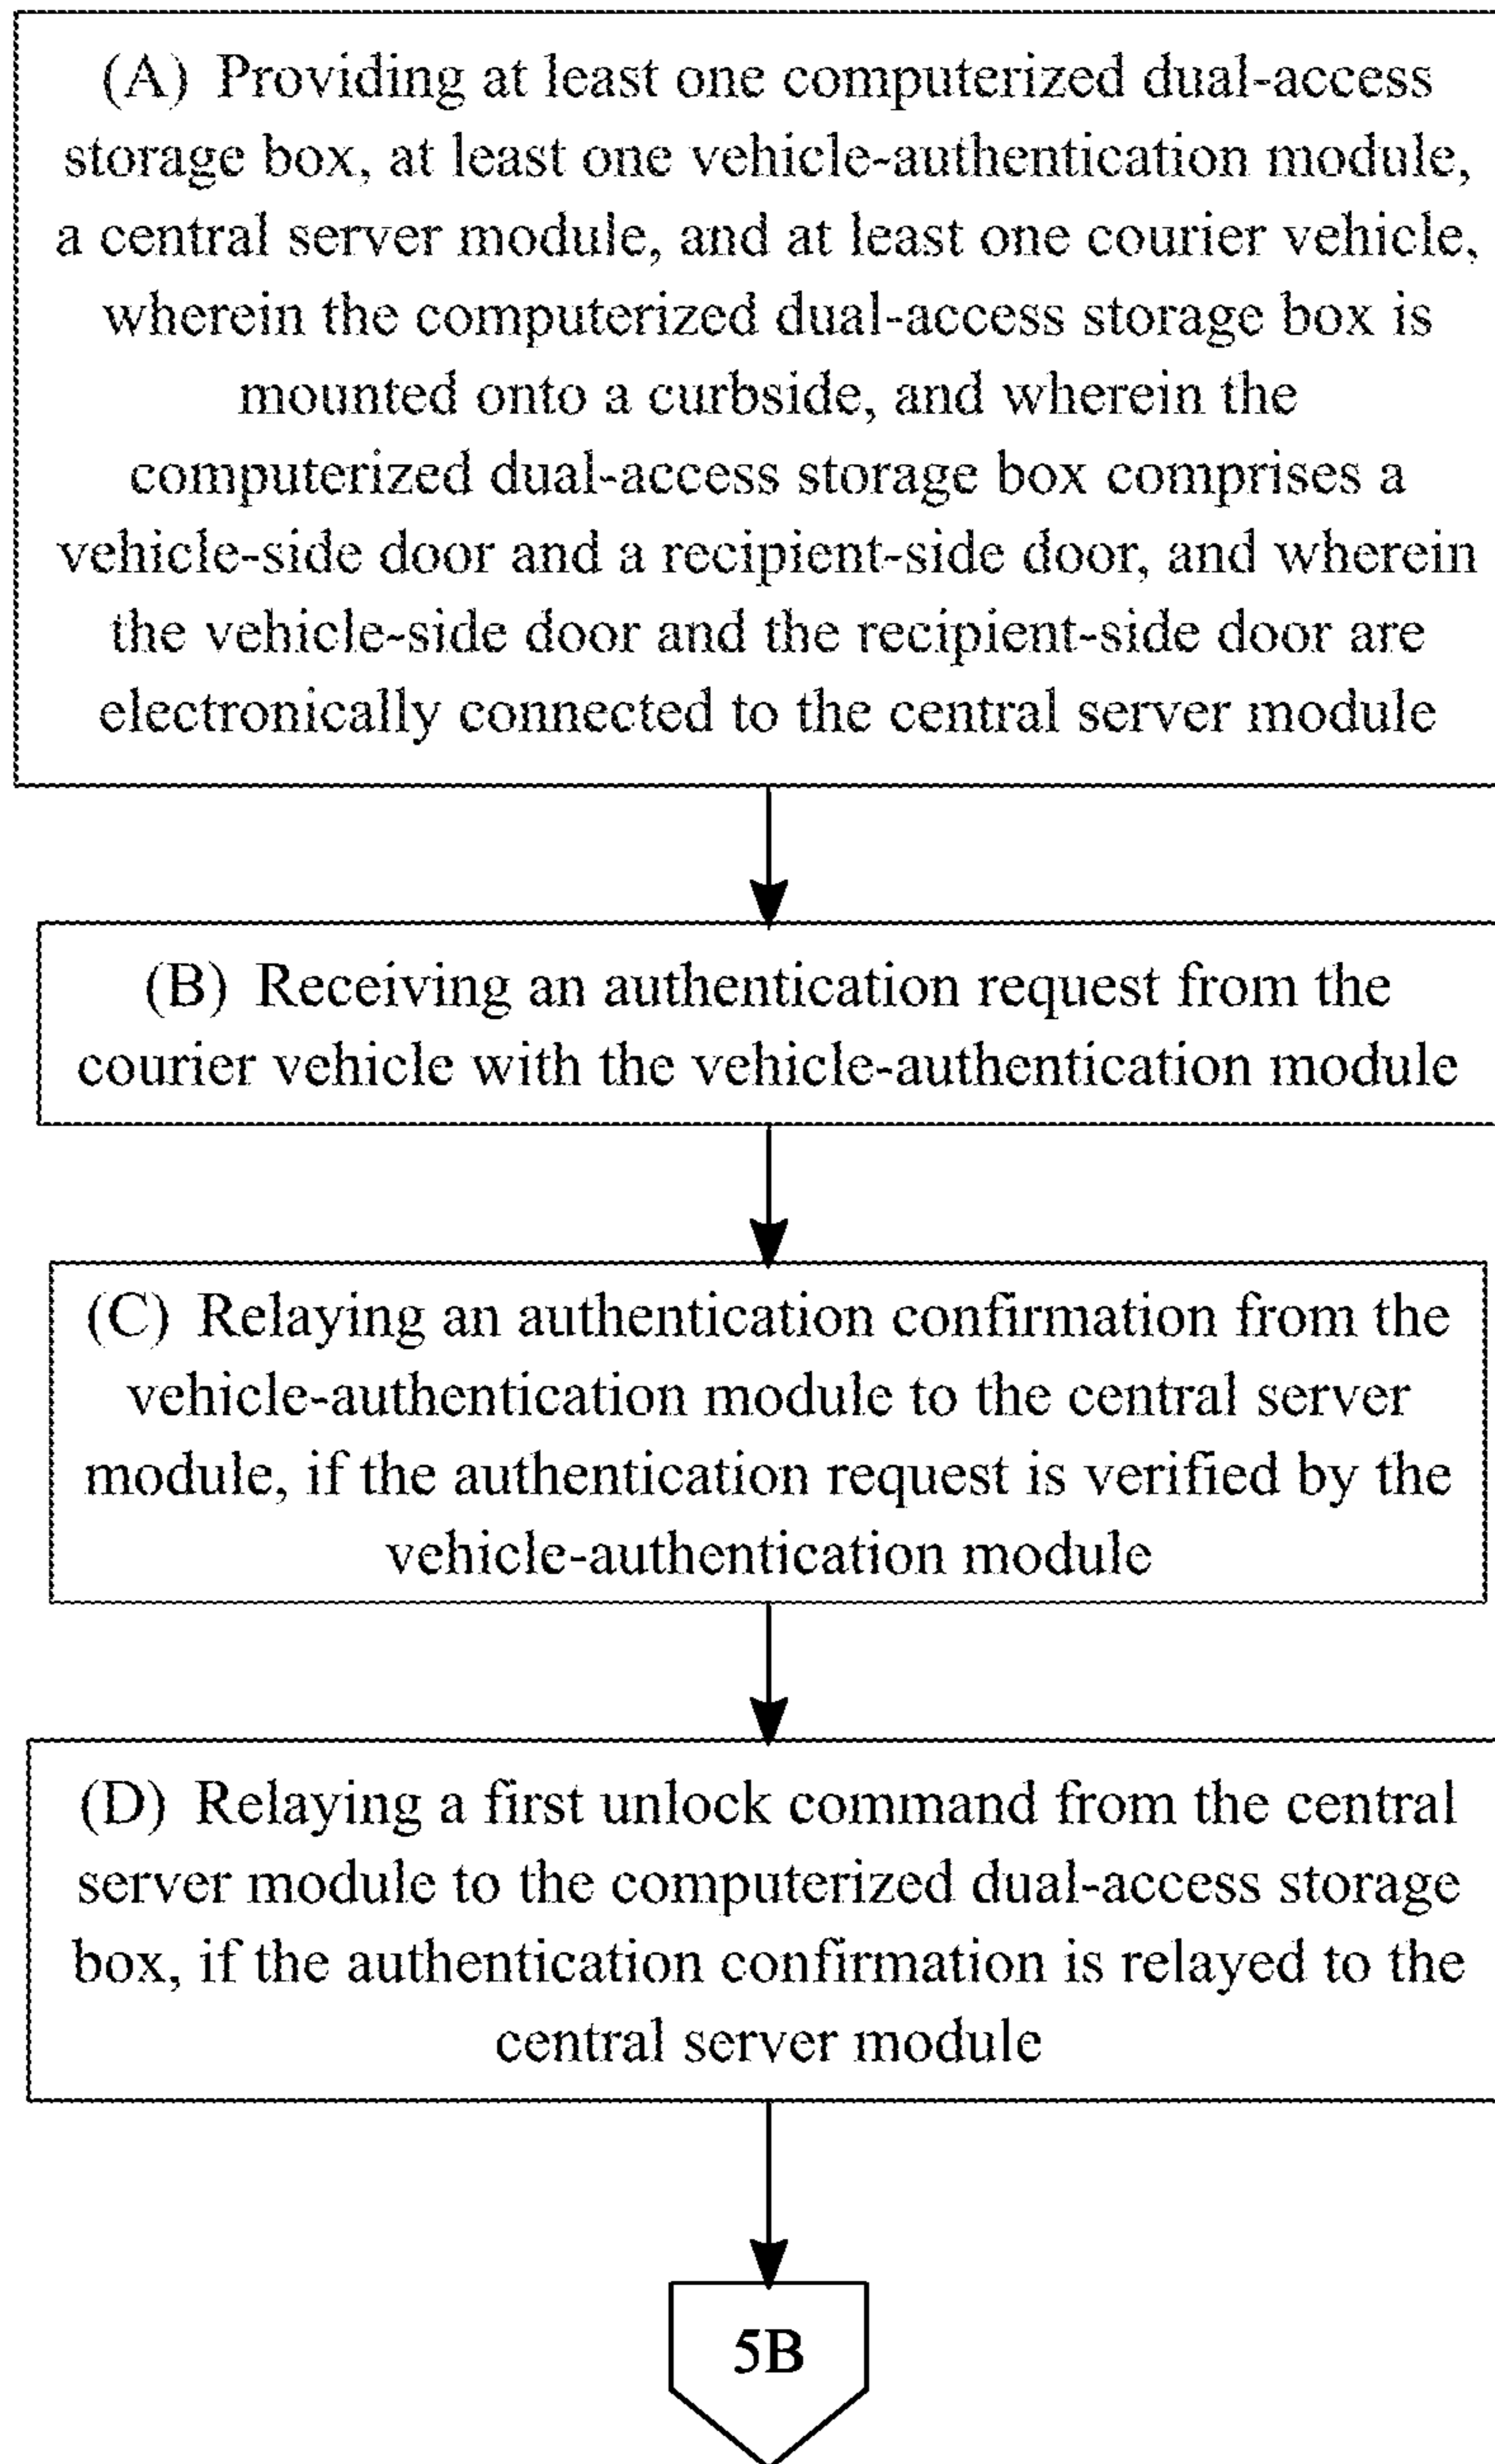 (A) Providing at least one computerized dual-access
storage box, at least one vehicle-authentication module,
a central server module, and at least one courier vehicle,
wherein the computerized dual-access storage box is
mounted onto a curbside, and wherein the
computerized dual-access storage box comprises a
vehicle-side door and a recipient-side door, and wherein
the vehicle-side door and the recipient-side door are
electronically connected to the central server module
(B) Receiving an authentication request from the
courier vehicle with the vehicle-authentication module
(C) Relaying an authentication confirmation from the
vehicle-authentication module to the central server
module, if the authentication request is verified by the
vehicle-authentication module
(D) Relaying a first unlock command from the central
server module to the computerized dual-access storage
box, if the authentication confirmation is relayed to the
central server module
5B